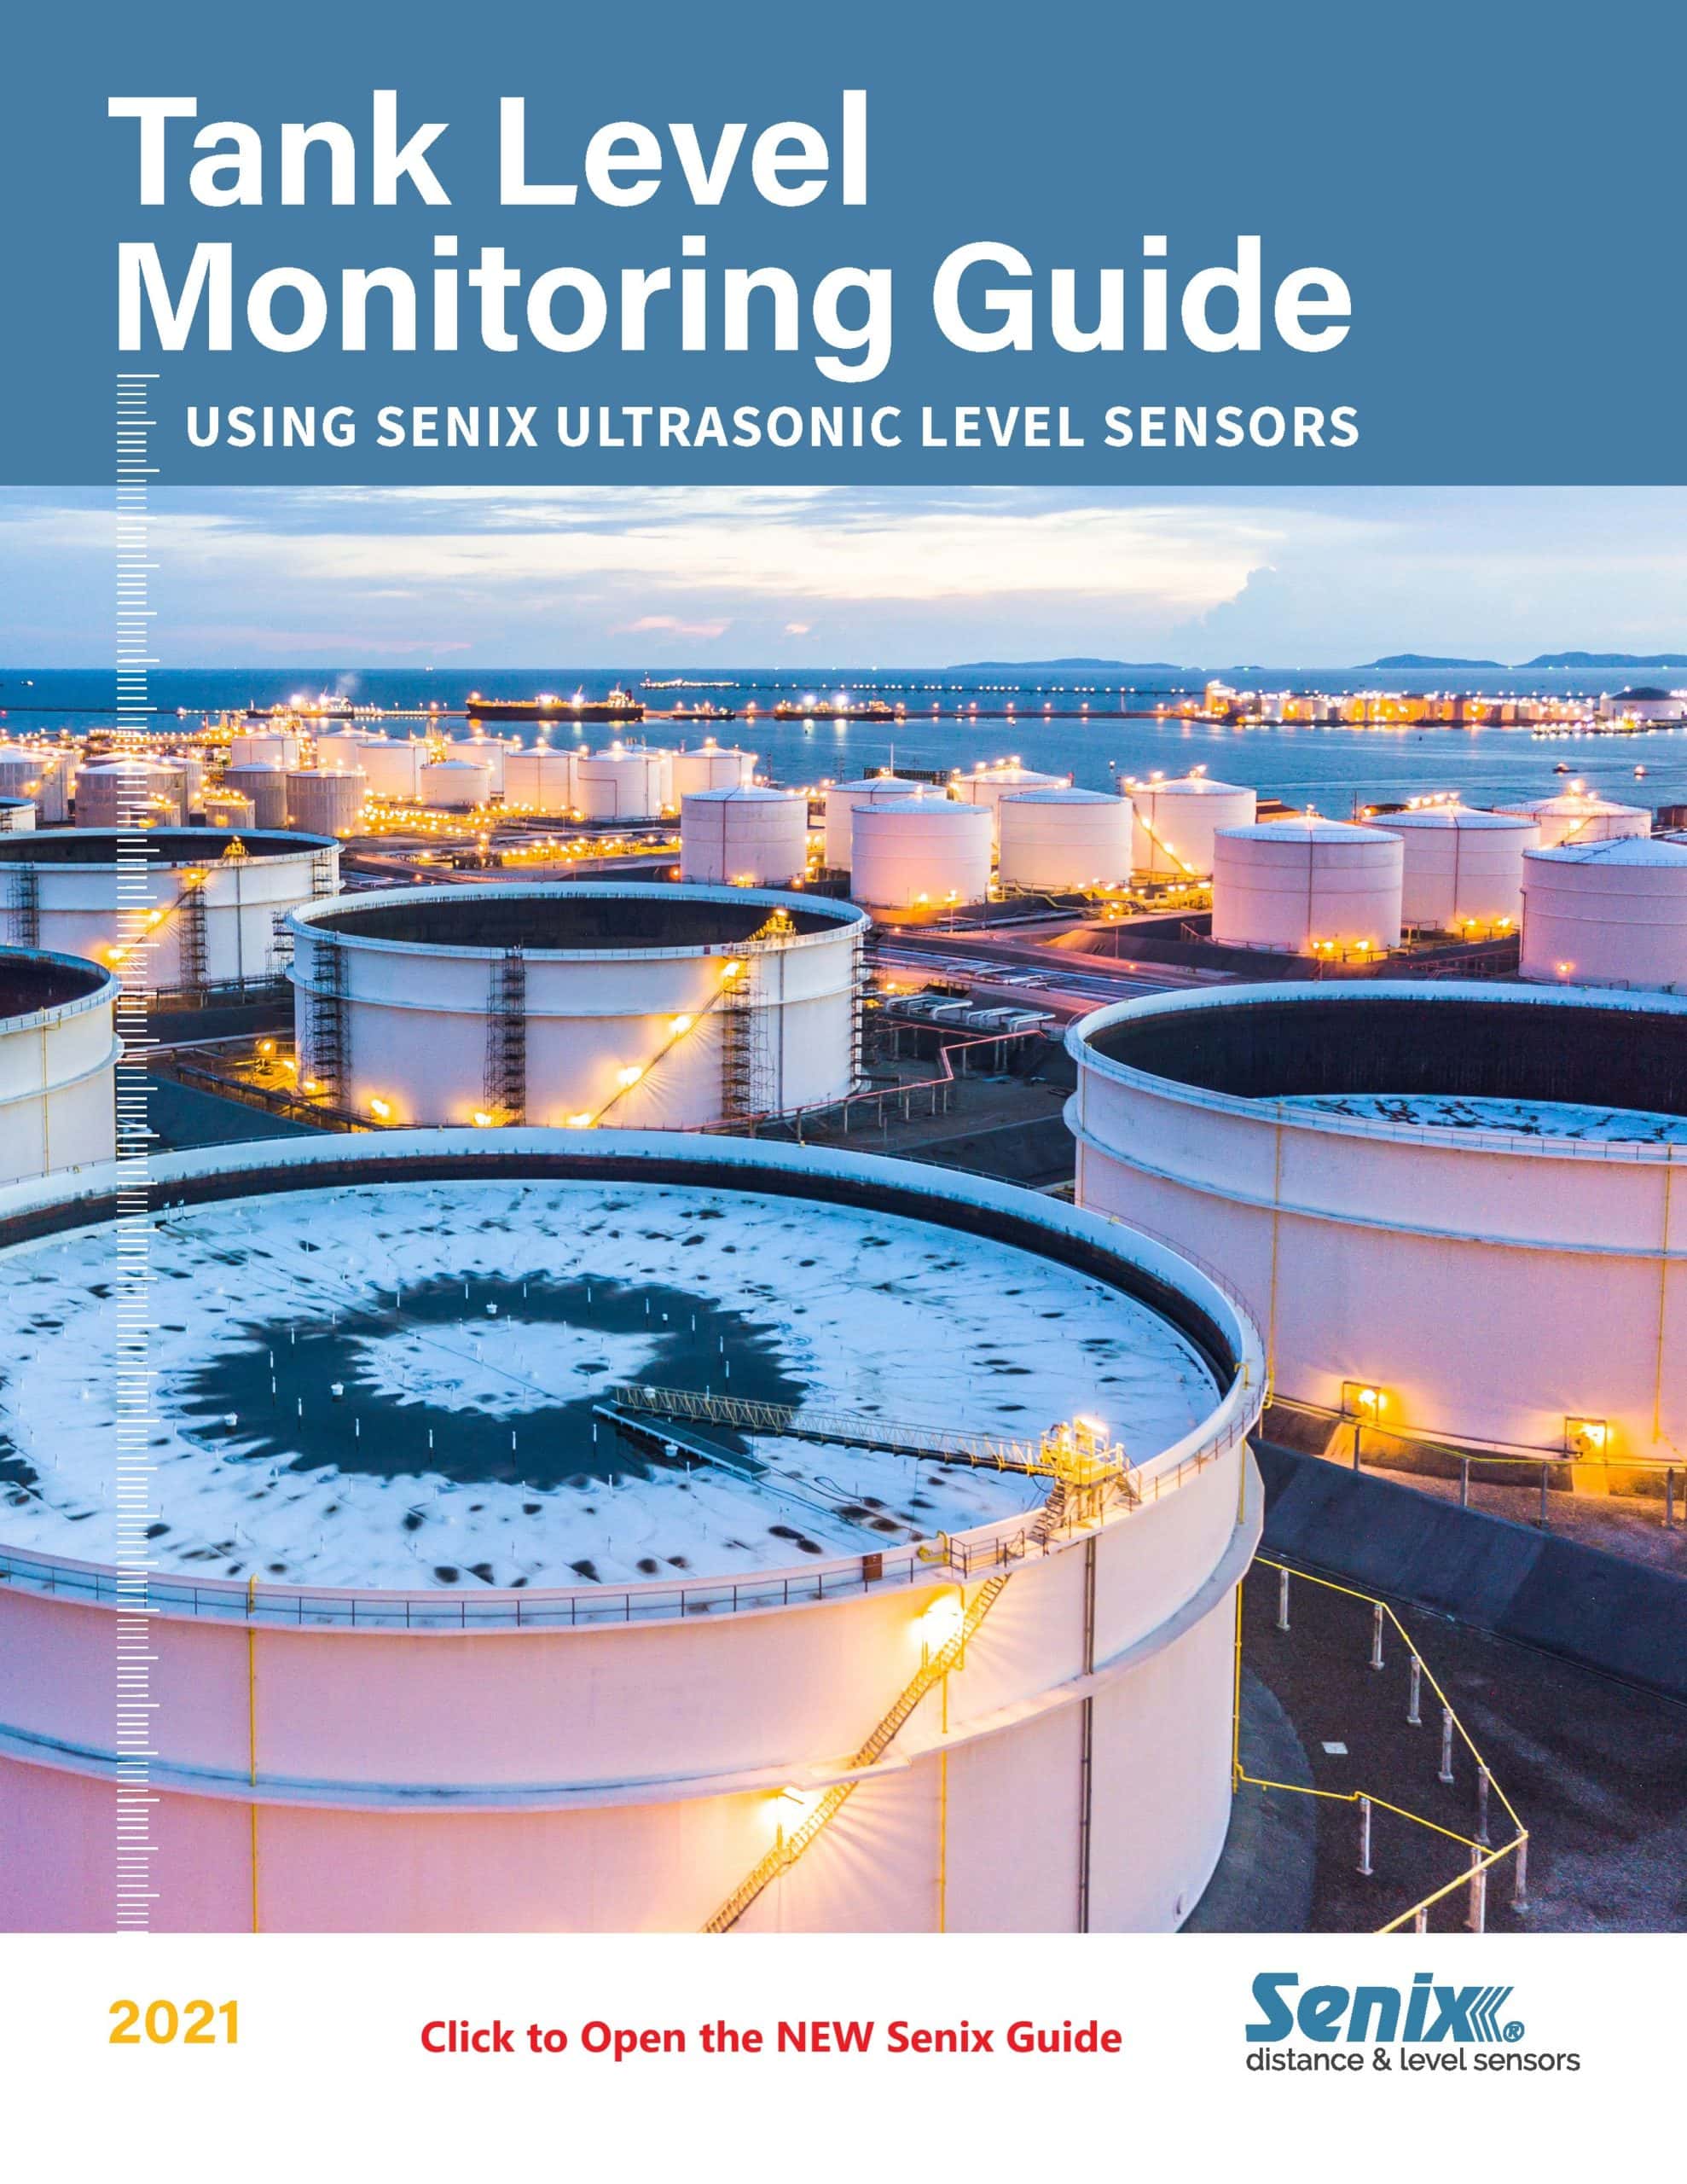 Tank Level
Monitoring Guide
USING SENIX ULTRASONIC LEVEL SENSORS
2021
Click to Open the NEW Senix Guide
Senix®
distance & level sensors